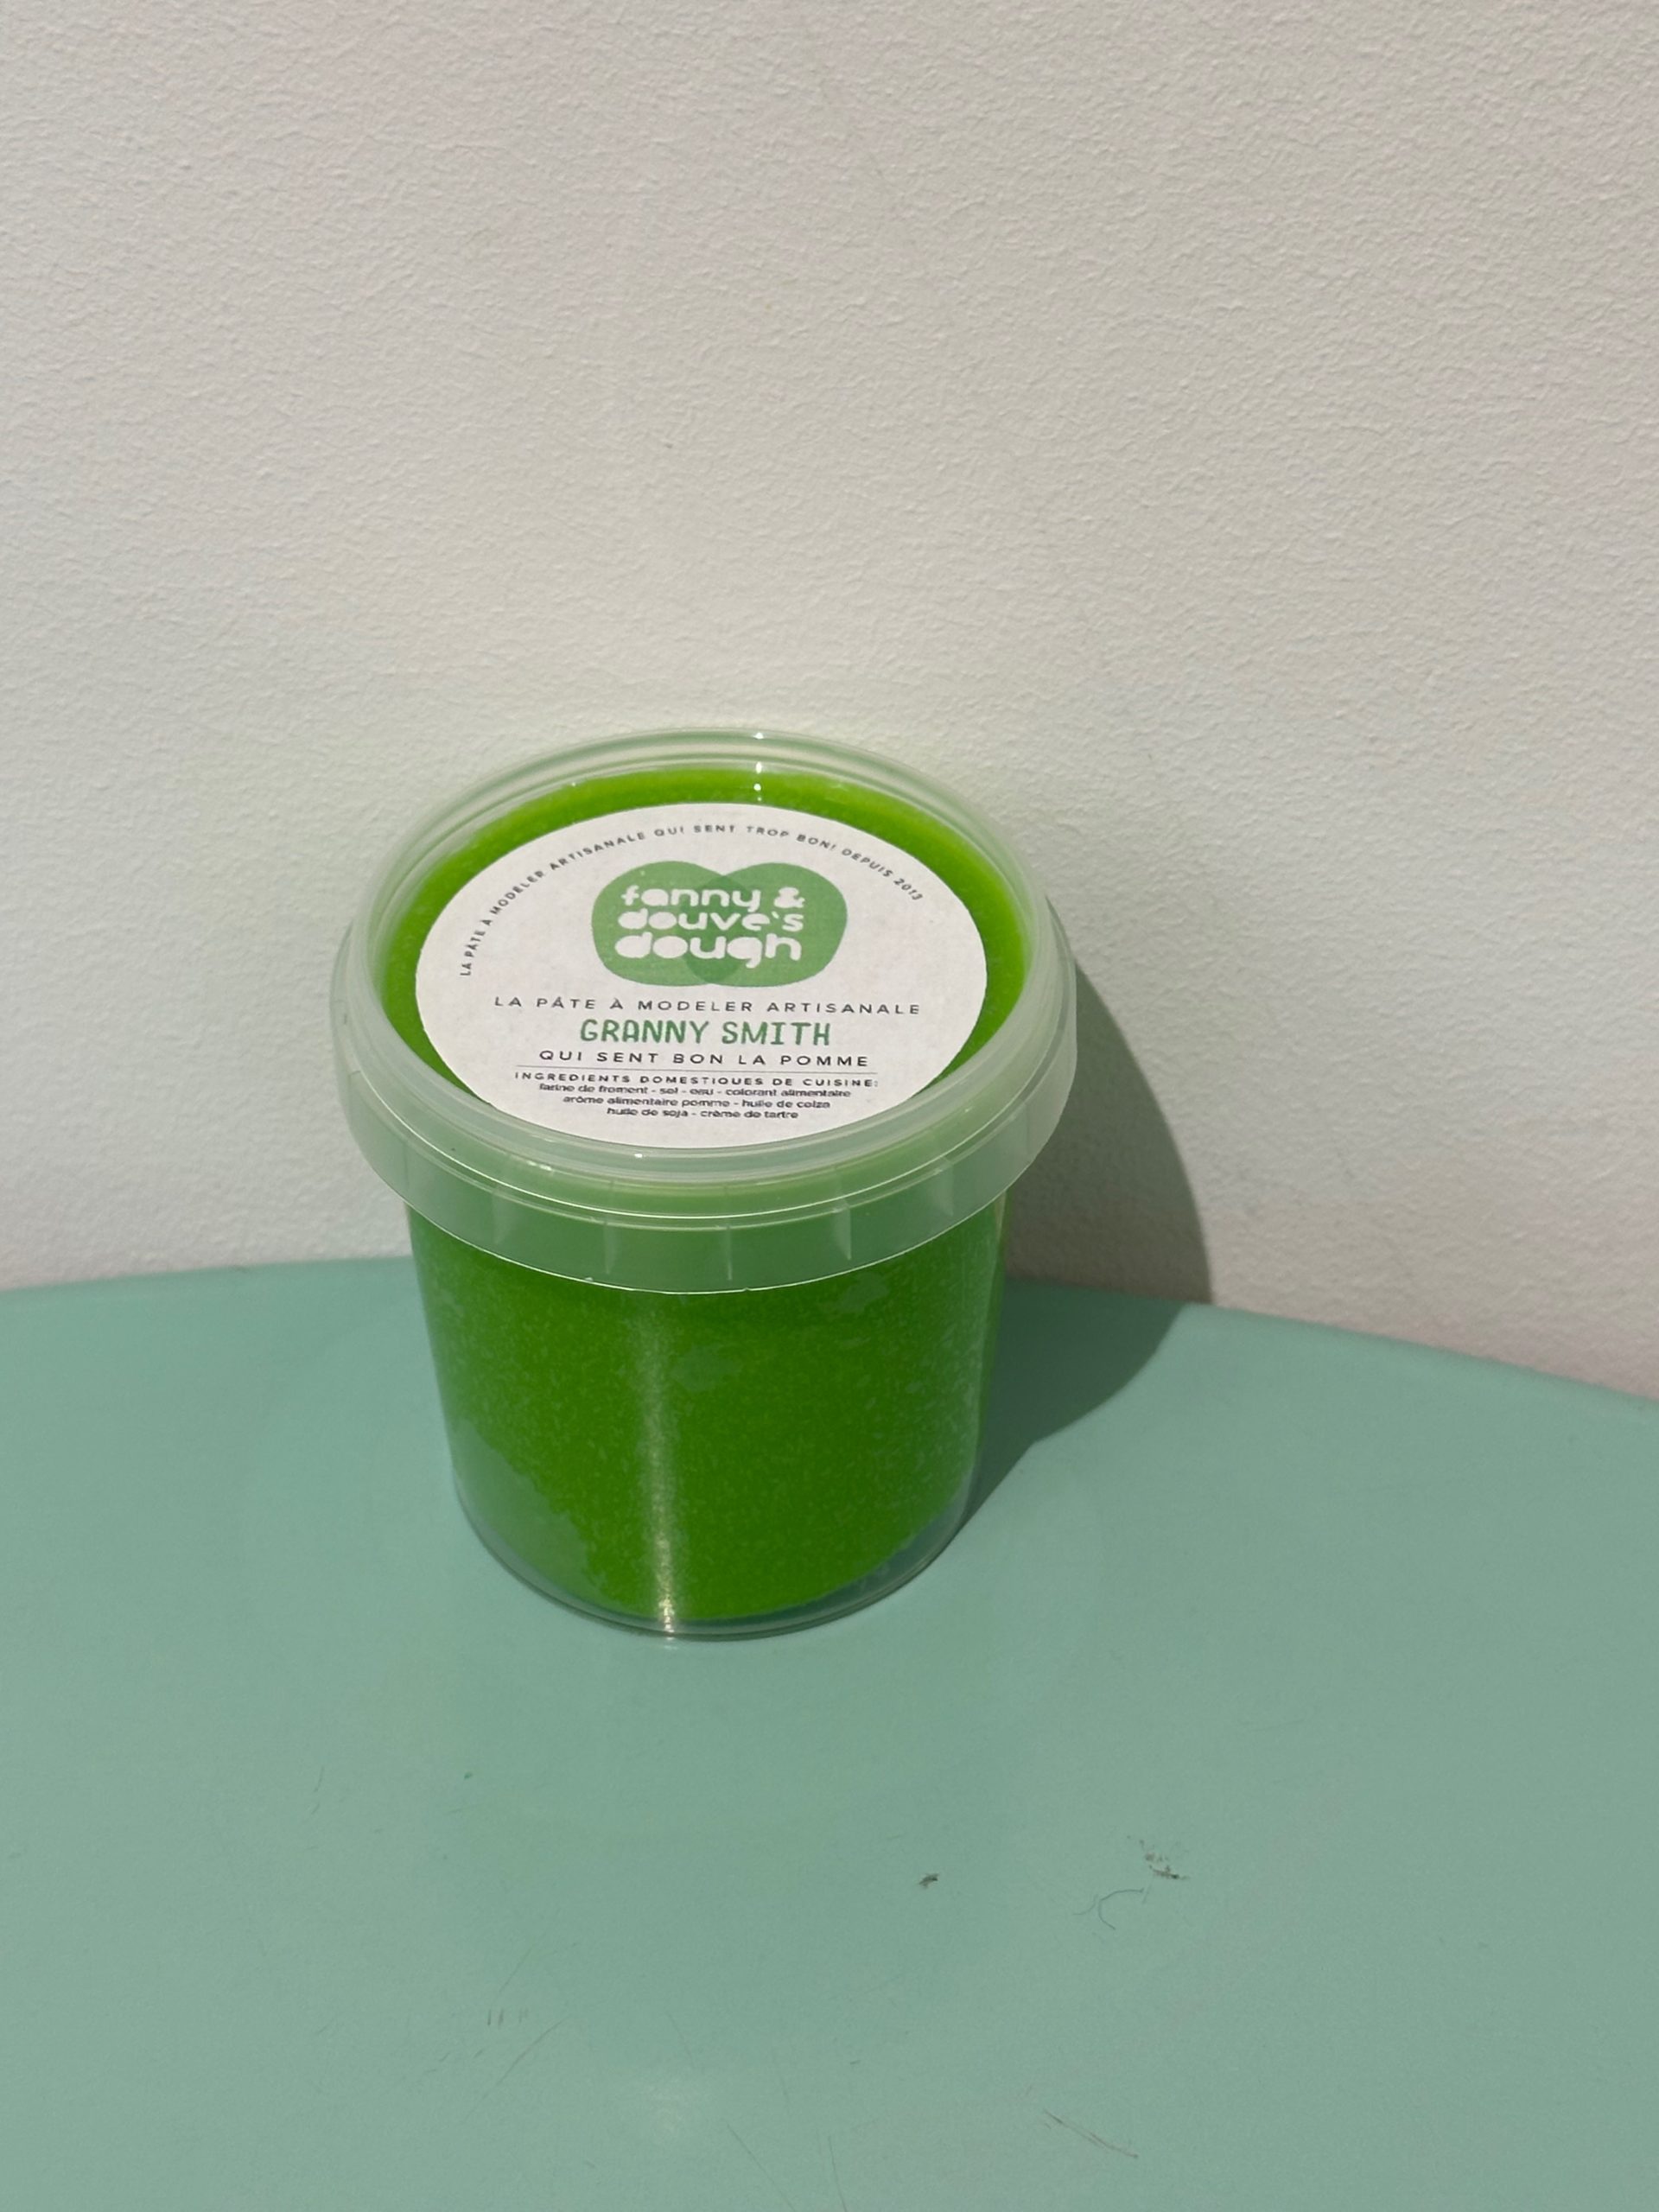 LA PÂTE À MODELER ARTISANALE QUI SENT TROP BON! DEPUIS 2013
fanny &
douve's
dough
LA PÂTE À MODELER ARTISANALE
GRANNY SMITH
QUI SENT BON LA POMME
INGREDIENTS DOMESTIQUES DE CUISINE:
farine de froment - sel - eau - colorant alimentaire
arôme alimentaire pomme - huile de colza
huile de soja - crème de tartre